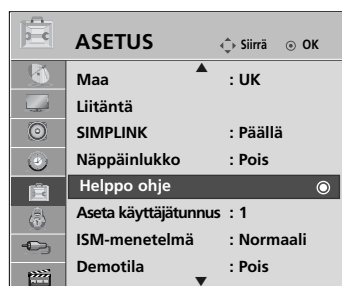 ASETUS Siirrä OK
Maa : UK
Liitäntä
SIMPLINK : Päällä
Näppäinlukko : Pois
Helppo ohje
Aseta käyttäjätunnus : 1
ISM-menetelmä : Normaali
Demotila : Pois